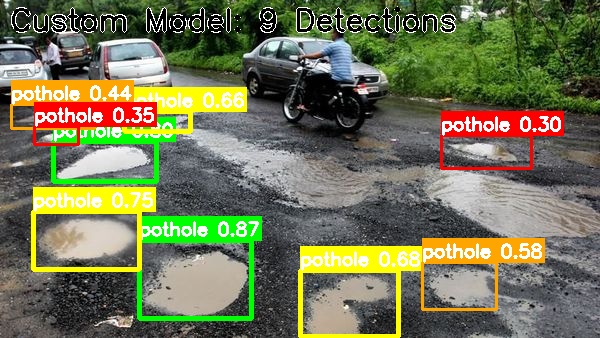 Custom Model: 9 Detections
pothole 0.44
pothole 0.66
pothole 0.35
pothole 0.30
pothole 0.75
pothole 0.87
pothole 0.68
pothole 0.58